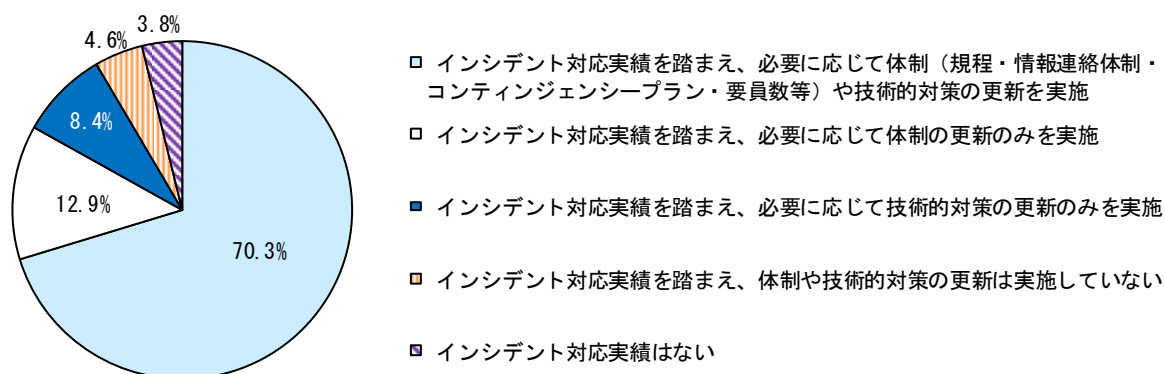 3.8%
4.6%
8.4%
12.9%
70.3%
インシデント対応実績を踏まえ、必要に応じて体制（規程・情報連絡体制・
コンティンジェンシープラン・要員数等）や技術的対策の更新を実施
インシデント対応実績を踏まえ、必要に応じて体制の更新のみを実施
インシデント対応実績を踏まえ、必要に応じて技術的対策の更新のみを実施
インシデント対応実績を踏まえ、体制や技術的対策の更新は実施していない
インシデント対応実績はない